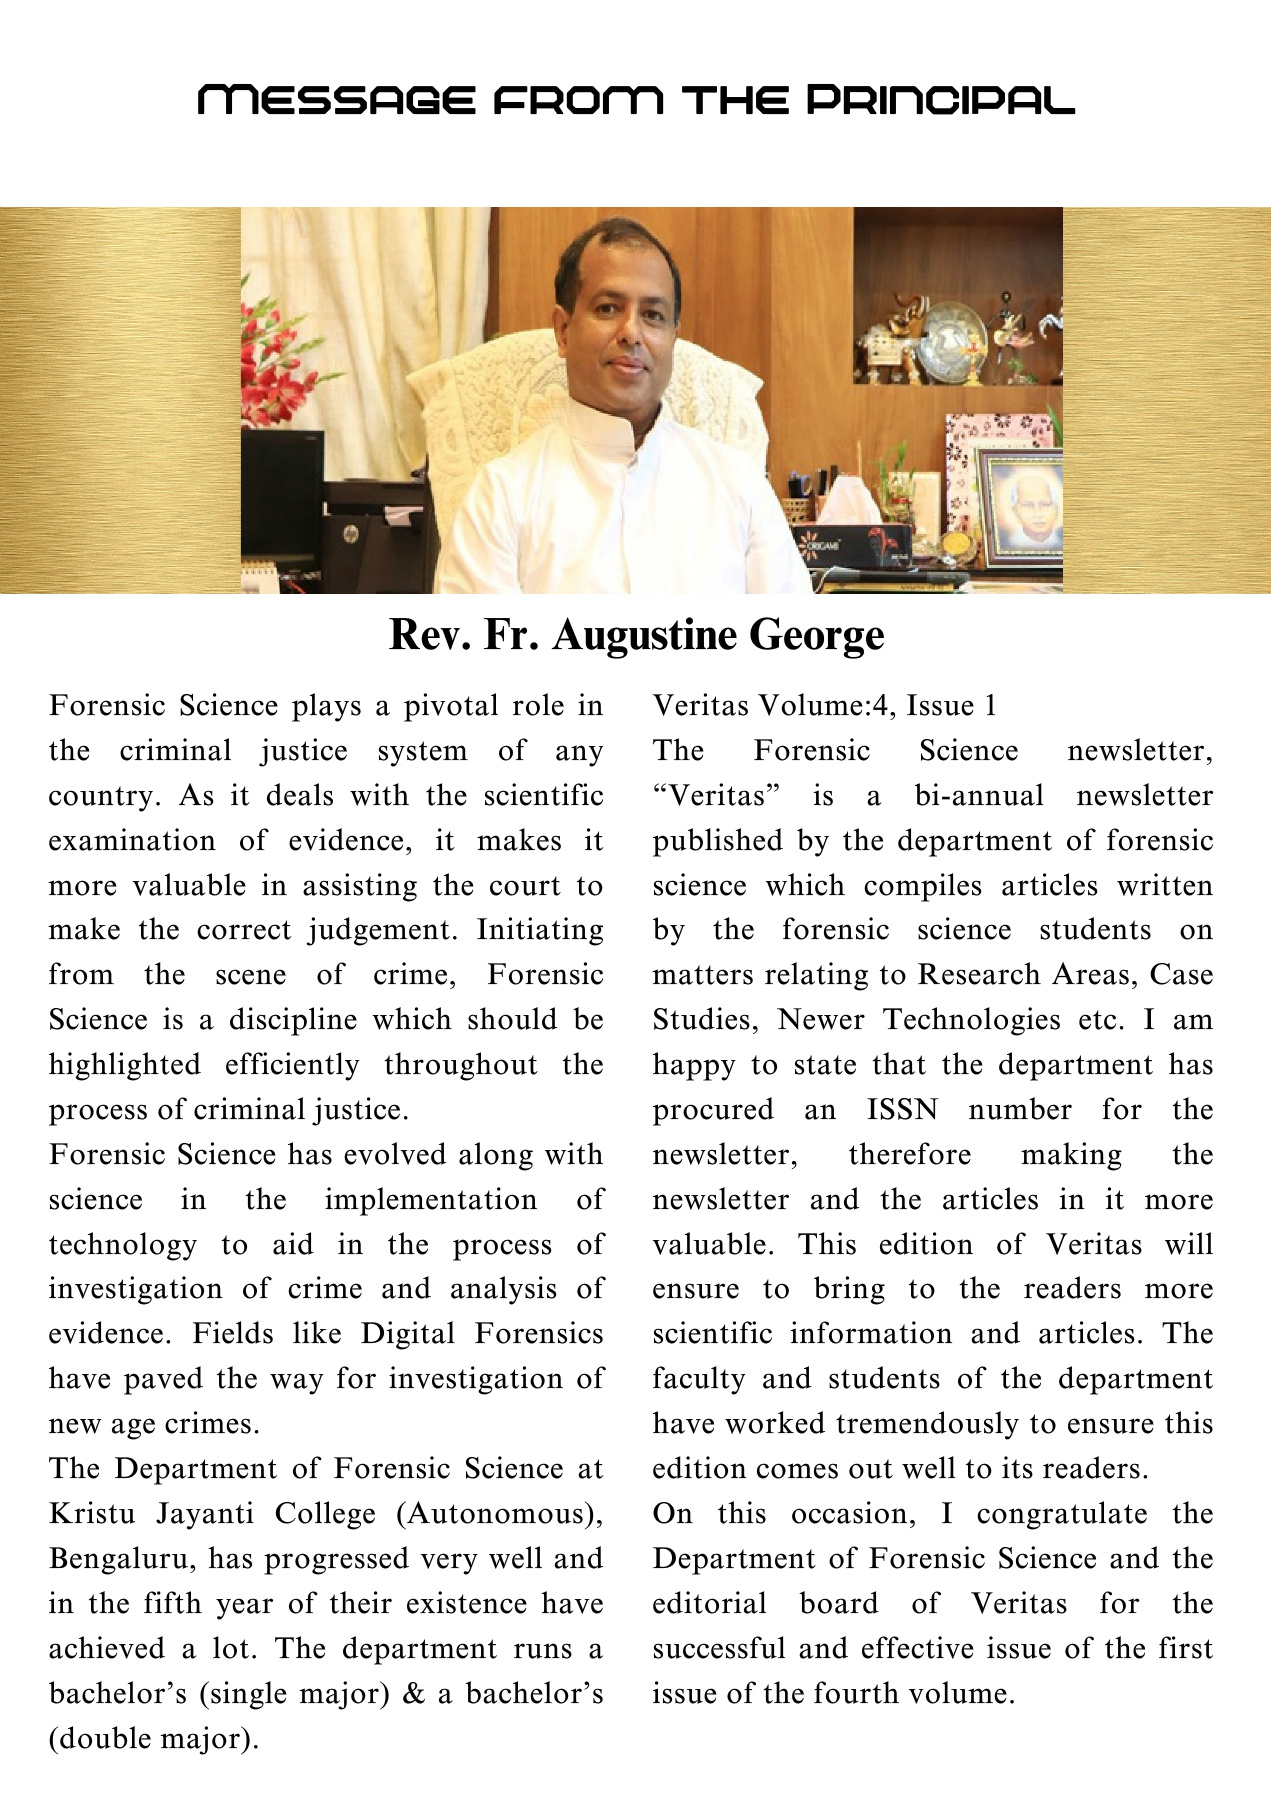 Message from the Principal
ORIGAMI
Rev. Fr. Augustine George
Forensic Science plays a pivotal role in
the criminal justice system of any
country. As it deals with the scientific
examination of evidence, it makes it
more valuable in assisting the court to
make the correct judgement. Initiating
from the scene of crime, Forensic
Science is a discipline which should be
highlighted efficiently throughout the
process of criminal justice.
Forensic Science has evolved along with
science in the implementation of
technology to aid in the process of
investigation of crime and analysis of
evidence. Fields like Digital Forensics
have paved the way for investigation of
new age crimes.
The Department of Forensic Science at
Kristu Jayanti College (Autonomous),
Bengaluru, has progressed very well and
in the fifth year of their existence have
achieved a lot. The department runs a
bachelor’s (single major) & a bachelor’s
(double major).
Veritas Volume:4, Issue 1
The Forensic Science newsletter,
“Veritas” is a bi-annual newsletter
published by the department of forensic
science which compiles articles written
by the forensic science students on
matters relating to Research Areas, Case
Studies, Newer Technologies etc. I am
happy to state that the department has
procured an ISSN number for the
newsletter, therefore making the
newsletter and the articles in it more
valuable. This edition of Veritas will
ensure to bring to the readers more
scientific information and articles. The
faculty and students of the department
have worked tremendously to ensure this
edition comes out well to its readers.
On this occasion, I congratulate the
Department of Forensic Science and the
editorial board of Veritas for the
successful and effective issue of the first
issue of the fourth volume.